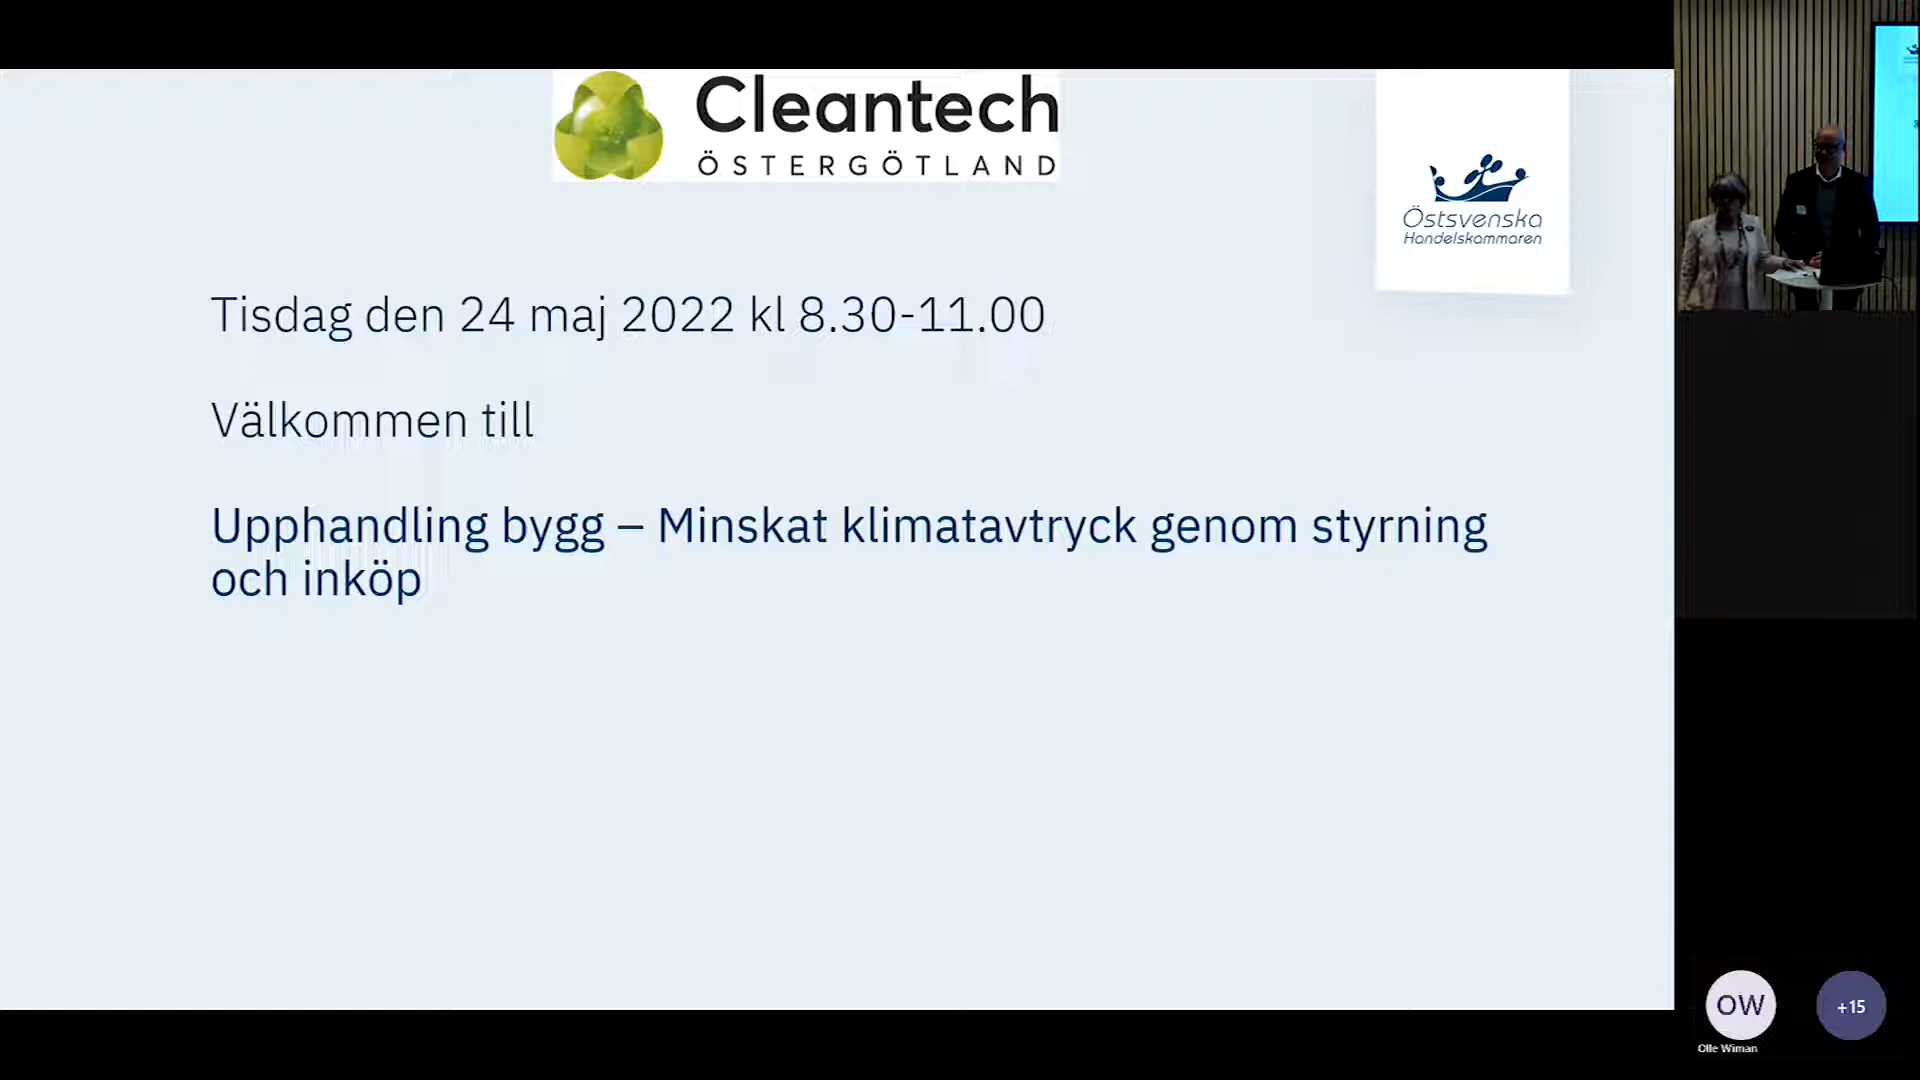 Cleantech
ÖSTERGÖTLAND
Östsvenska
Handelskammaren
Tisdag den 24 maj 2022 kl 8.30-11.00
Välkommen till
Upphandling bygg – Minskat klimatavtryck genom styrning
och inköp
OW
+15
Olle Wiman